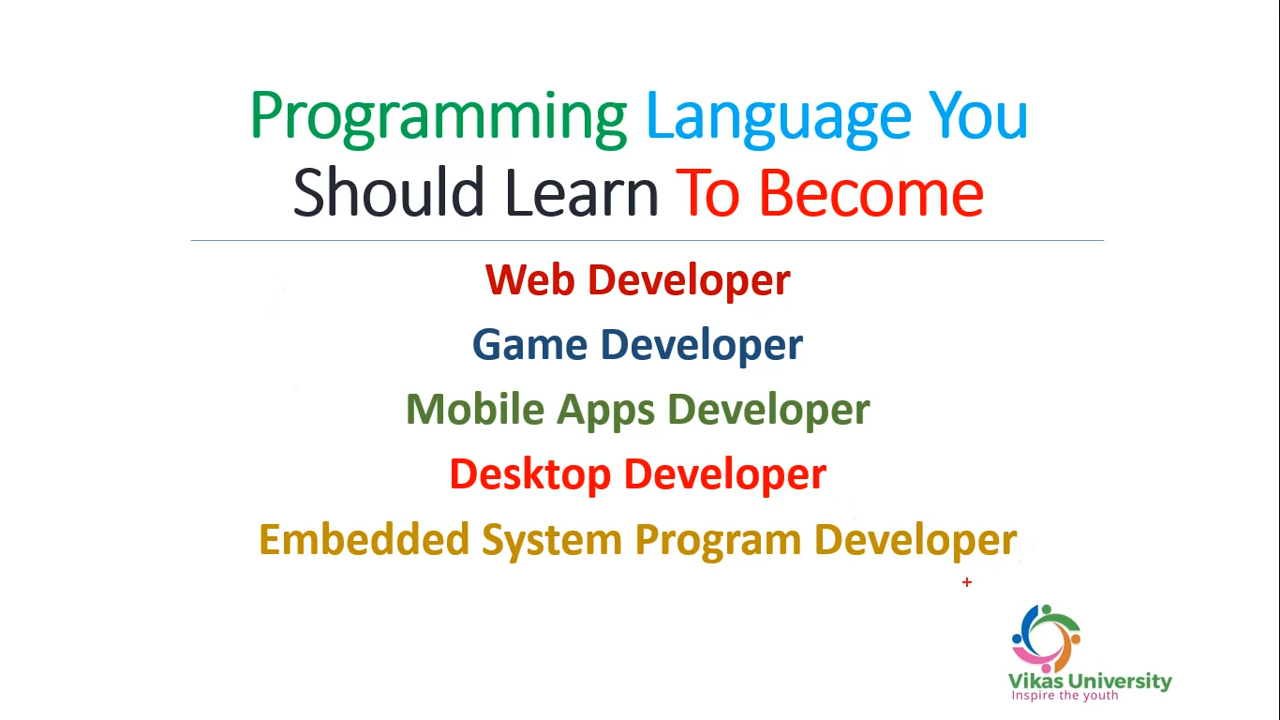 Programming Language You
Should Learn To Become
Web Developer
Game Developer
Mobile Apps Developer
Desktop Developer
Embedded System Program Developer
Vikas University
Inspire the youth